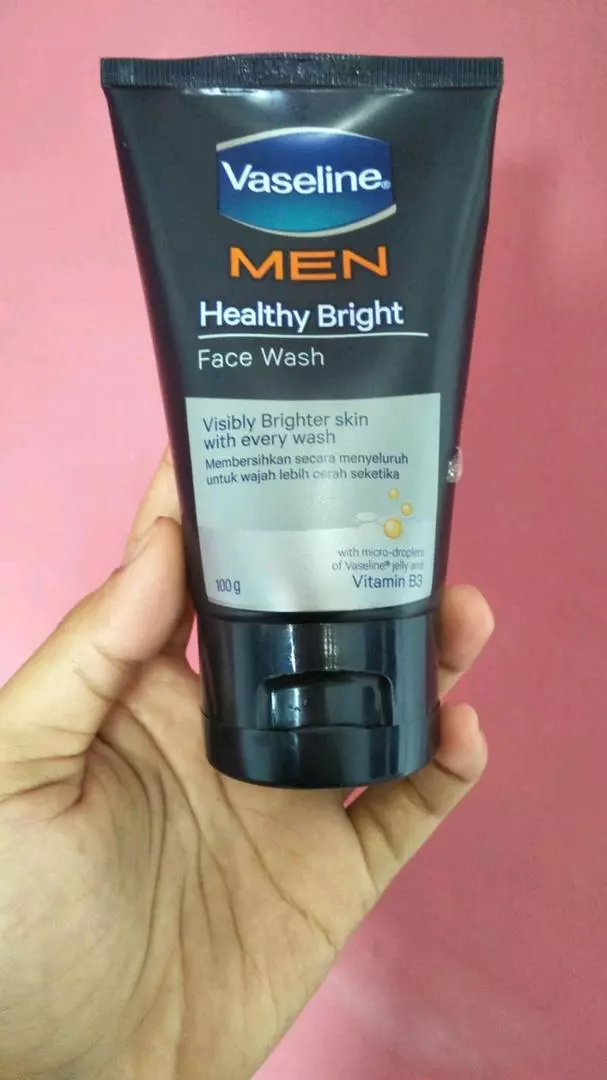 Vaseline®
MEN
Healthy Bright
Face Wash
Visibly Brighter skin
with every wash
Membersihkan secara menyeluruh
untuk wajah lebih cerah seketika
with micro-droplets
of Vaseline® jelly and
Vitamin B3
100 g